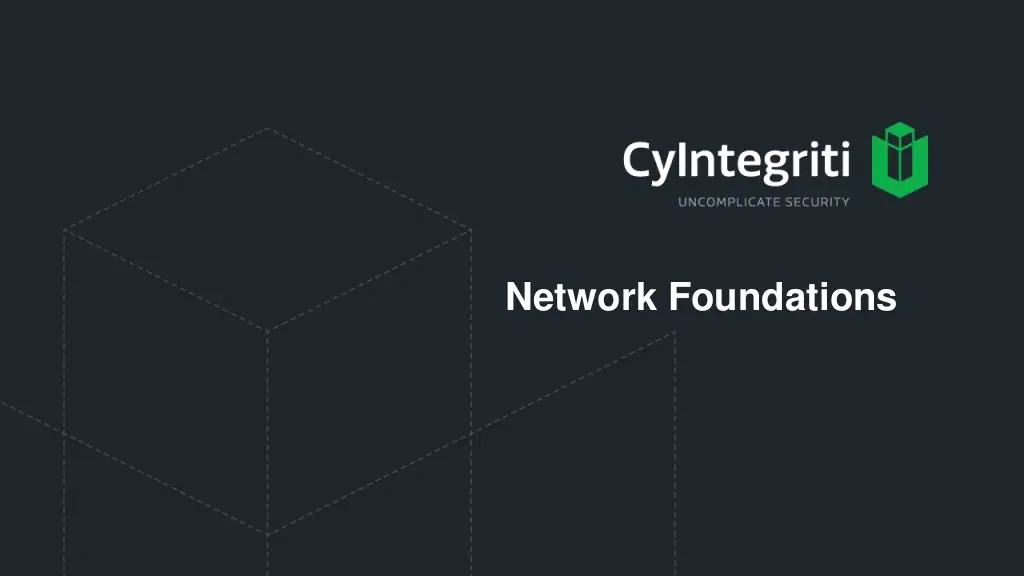 CyIntegriti
UNCOMPLICATE SECURITY
Network Foundations